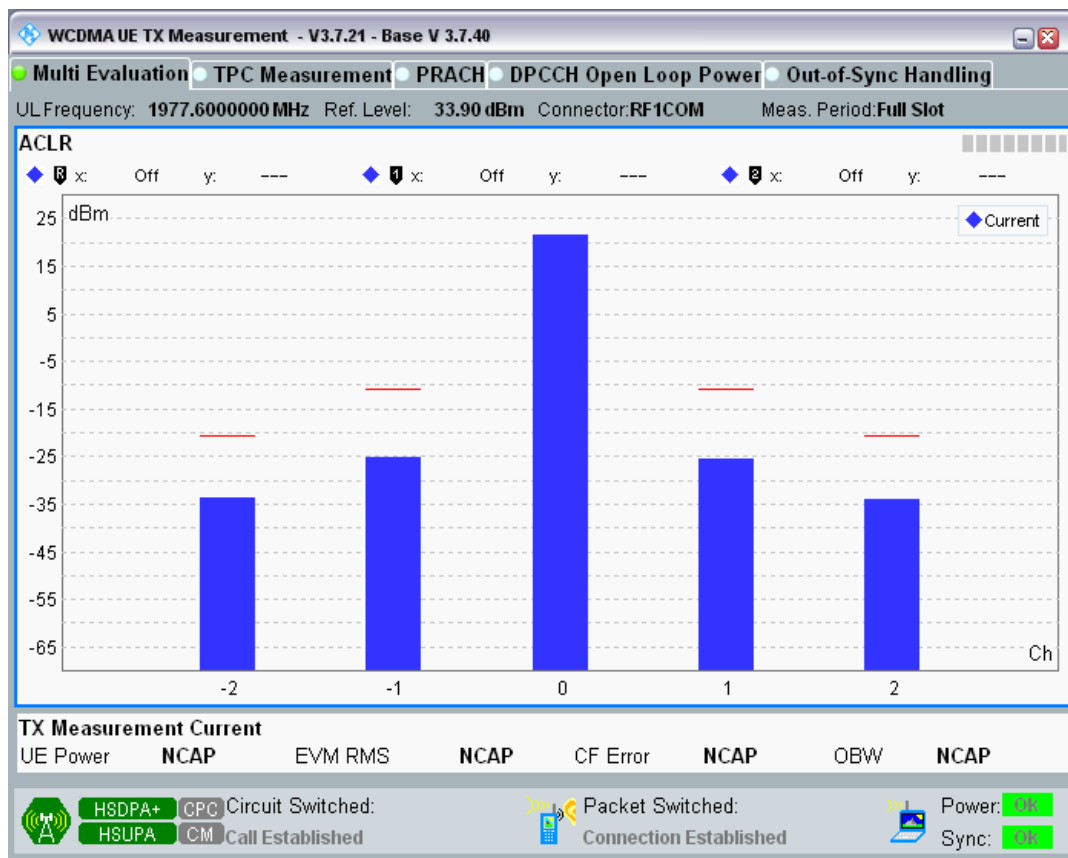 WCDMA UE TX Measurement - V3.7.21 - Base V 3.7.40
Multi Evaluation TPC Measurement PRACH DPCCH Open Loop Power Out-of-Sync Handling
UL Frequency: 1977.6000000 MHz Ref. Level: 33.90 dBm Connector:RF1COM Meas. Period:Full Slot
ACLR
R x: Off y: --- 1 x: Off y: --- 2 x: Off y: ---
dBm
Current
25
15
5
-5
-15
-25
-35
-45
-55
-65
Ch
-2 -1 0 1 2
TX Measurement Current
UE Power NCAP EVM RMS NCAP CF Error NCAP OBW NCAP
HSDPA+ CPC Circuit Switched: Packet Switched: Power: Ok
HSUPA CM Call Established Connection Established Sync: Ok